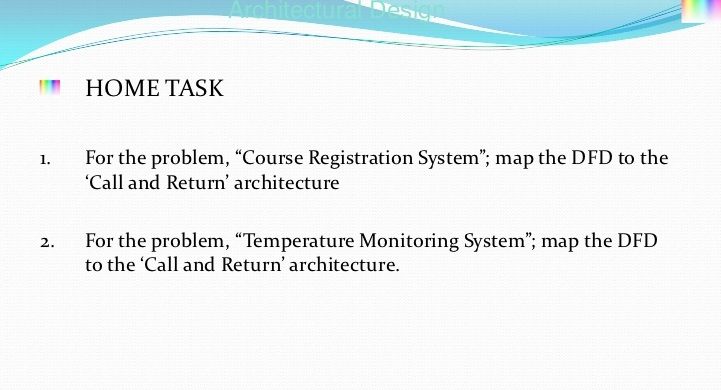 Architectural Design
HOME TASK
1. For the problem, “Course Registration System”; map the DFD to the
‘Call and Return’ architecture
2. For the problem, “Temperature Monitoring System”; map the DFD
to the ‘Call and Return’ architecture.